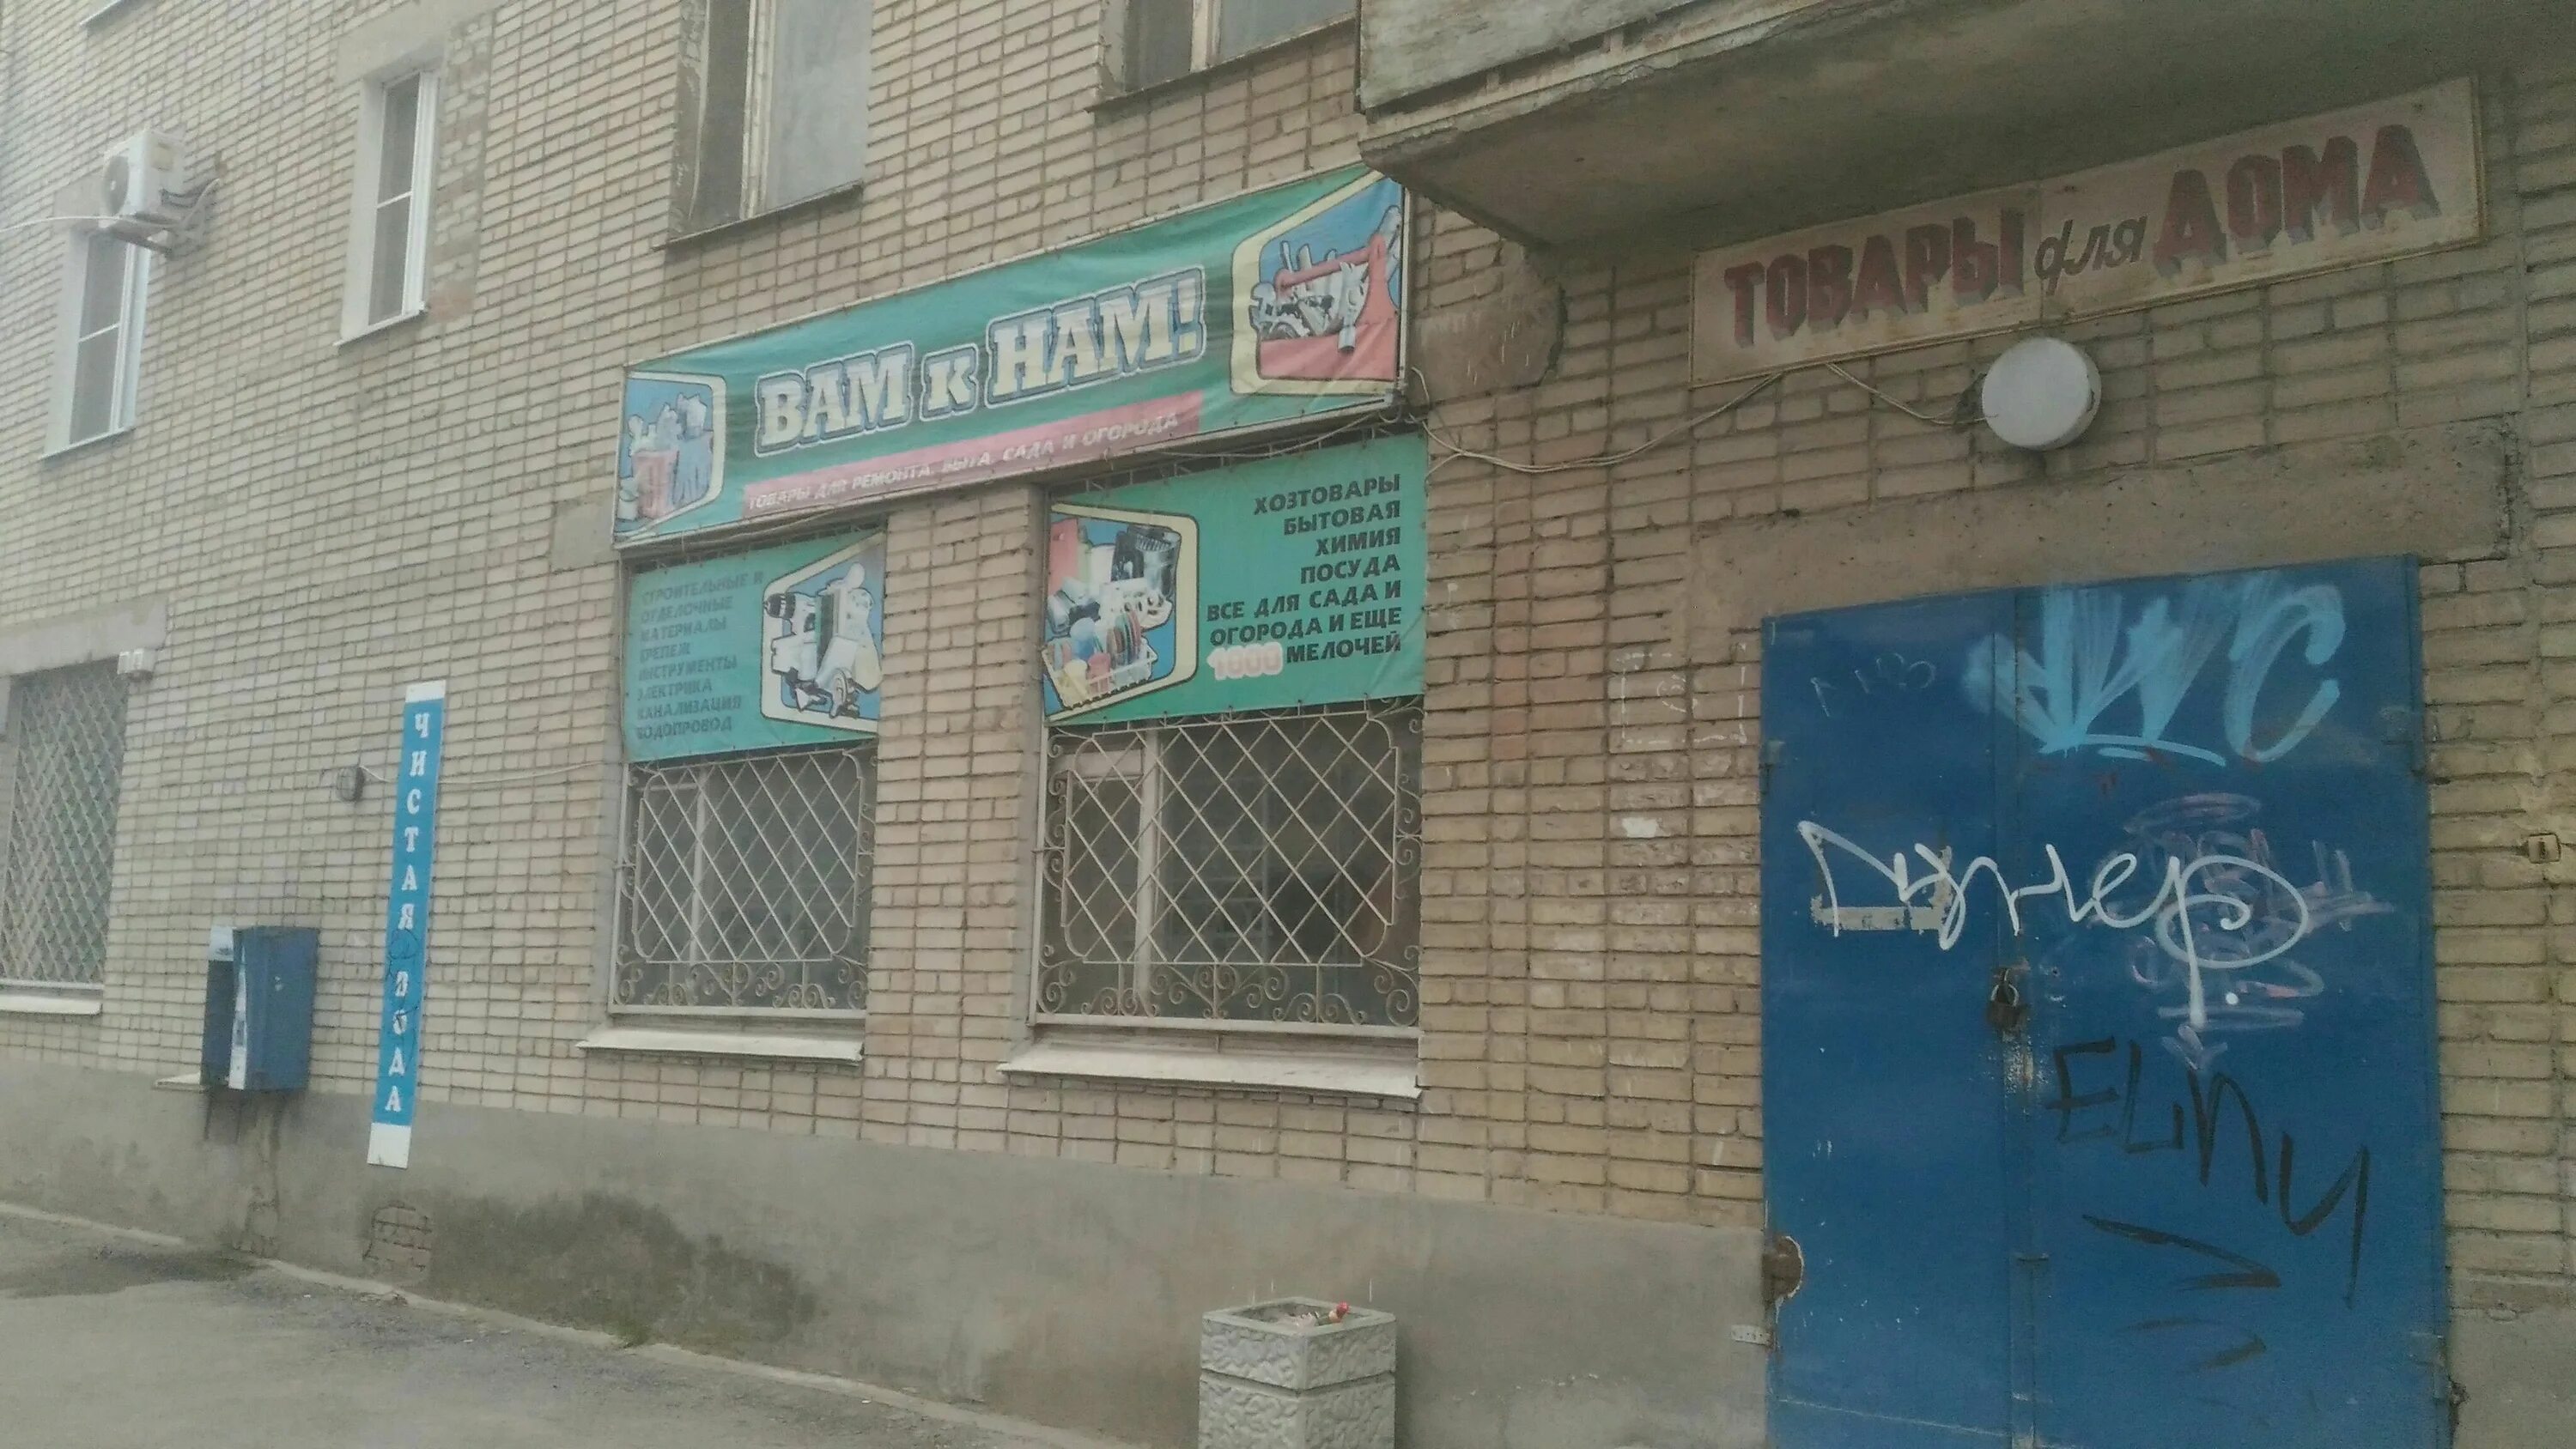 ТОВАРЫ для ДОМА
ВАМ к НАМ!
ТОВАРЫ ДЛЯ РЕМОНТА, БЫТА, САДА И ОГОРОДА
СТРОИТЕЛЬНЫЕ И
ОТДЕЛОЧНЫЕ
МАТЕРИАЛЫ
КРЕПЕЖ
ИНСТРУМЕНТЫ
ЭЛЕКТРИКА
КАНАЛИЗАЦИЯ
ВОДОПРОВОД
ХОЗТОВАРЫ
БЫТОВАЯ
ХИМИЯ
ПОСУДА
ВСЕ ДЛЯ САДА И
ОГОРОДА И ЕЩЕ
1000 МЕЛОЧЕЙ
ЧИСТАЯ ВОДА